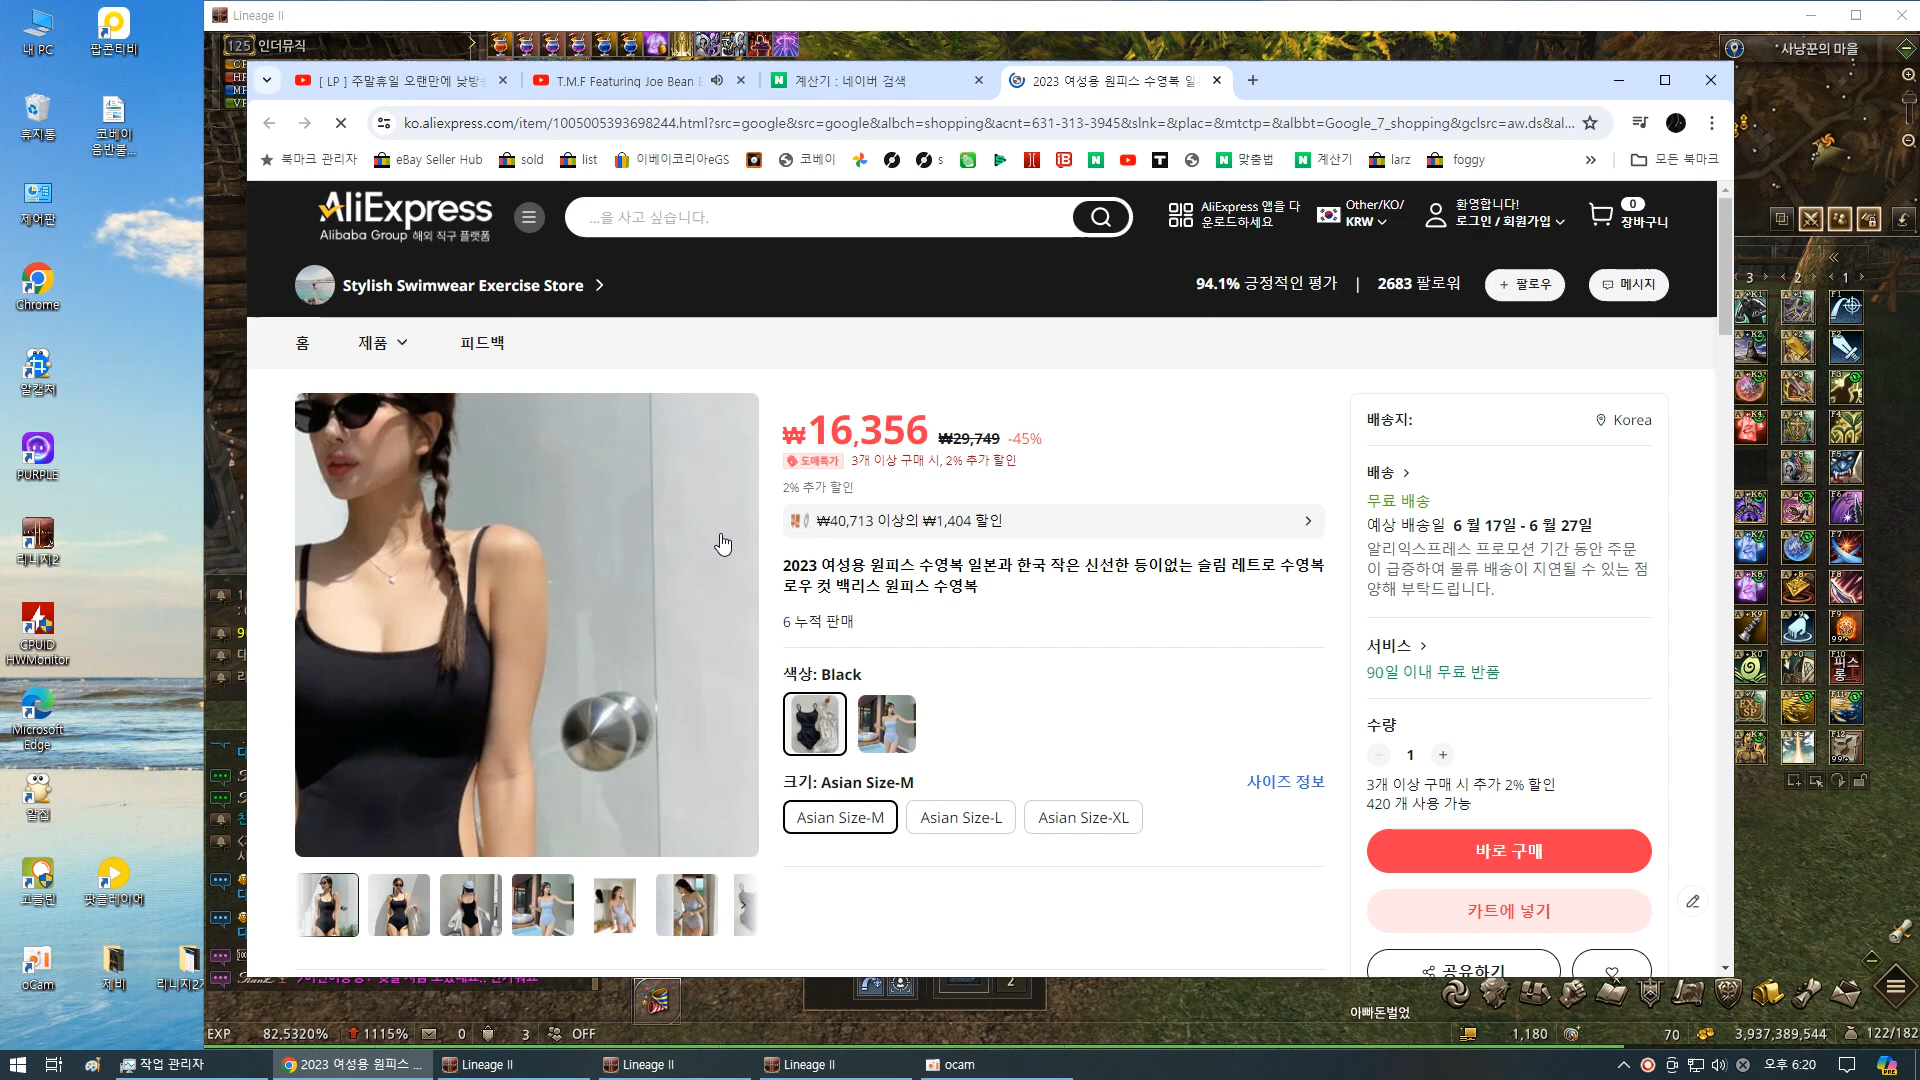 Lineage II
내 PC
팝콘티비
휴지통
코베이
음반불...
제어판
Chrome
알캡처
PURPLE
리니지2
CPUID
HWMonitor
Microsoft
Edge
알집
고클린
팟플레이어
oCam
제비
125 인더뮤직
사냥꾼의 마을
[ LP ] 주말휴일 오랜만에 낮방송
T.M.F Featuring Joe Bean E
계산기 : 네이버 검색
2023 여성용 원피스 수영복 일
ko.aliexpress.com/item/1005005393698244.html?src=google&src=google&albch=shopping&acnt=631-313-3945&slnk=&plac=&mtctp=&albbt=Google_7_shopping&gclsrc=aw.ds&al...
북마크 관리자
eBay Seller Hub
sold
list
이베이코리아eGS
코베이
s
맞춤법
계산기
larz
foggy
모든 북마크
AliExpress
Alibaba Group 해외 직구 플랫폼
...을 사고 싶습니다.
AliExpress 앱을 다
운로드하세요
Other/KO/
KRW
환영합니다!
로그인 / 회원가입
0
장바구니
Stylish Swimwear Exercise Store
94.1% 긍정적인 평가 | 2683 팔로워
+ 팔로우
메시지
홈
제품
피드백
₩16,356 ₩29,749 -45%
도매특가 3개 이상 구매 시, 2% 추가 할인
2% 추가 할인
₩40,713 이상의 ₩1,404 할인
2023 여성용 원피스 수영복 일본과 한국 작은 신선한 등이없는 슬림 레트로 수영복
로우 컷 백리스 원피스 수영복
6 누적 판매
색상: Black
크기: Asian Size-M
사이즈 정보
Asian Size-M
Asian Size-L
Asian Size-XL
배송지:
Korea
배송
무료 배송
예상 배송일 6 월 17일 - 6 월 27일
알리익스프레스 프로모션 기간 동안 주문
이 급증하여 물류 배송이 지연될 수 있는 점
양해 부탁드립니다.
서비스
90일 이내 무료 반품
수량
1
3개 이상 구매 시 추가 2% 할인
420 개 사용 가능
바로 구매
카트에 넣기
공유하기
아빠돈벌었
EXP 82.5320% 1115% 0 3 OFF
1,180
70
3,937,389,544
122/182
작업 관리자
2023 여성용 원피스 ...
Lineage II
Lineage II
Lineage II
ocam
오후 6:20